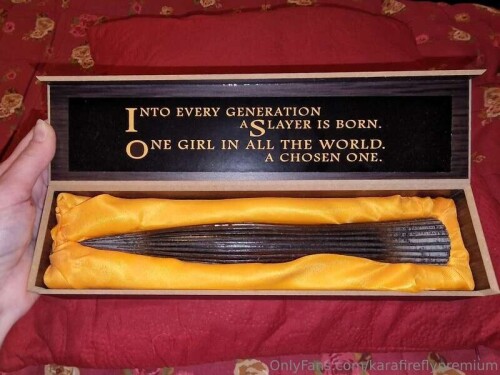 INTO EVERY GENERATION
A SLAYER IS BORN.
ONE GIRL IN ALL THE WORLD.
A CHOSEN ONE.
OnlyFans.com/karafireflypremium